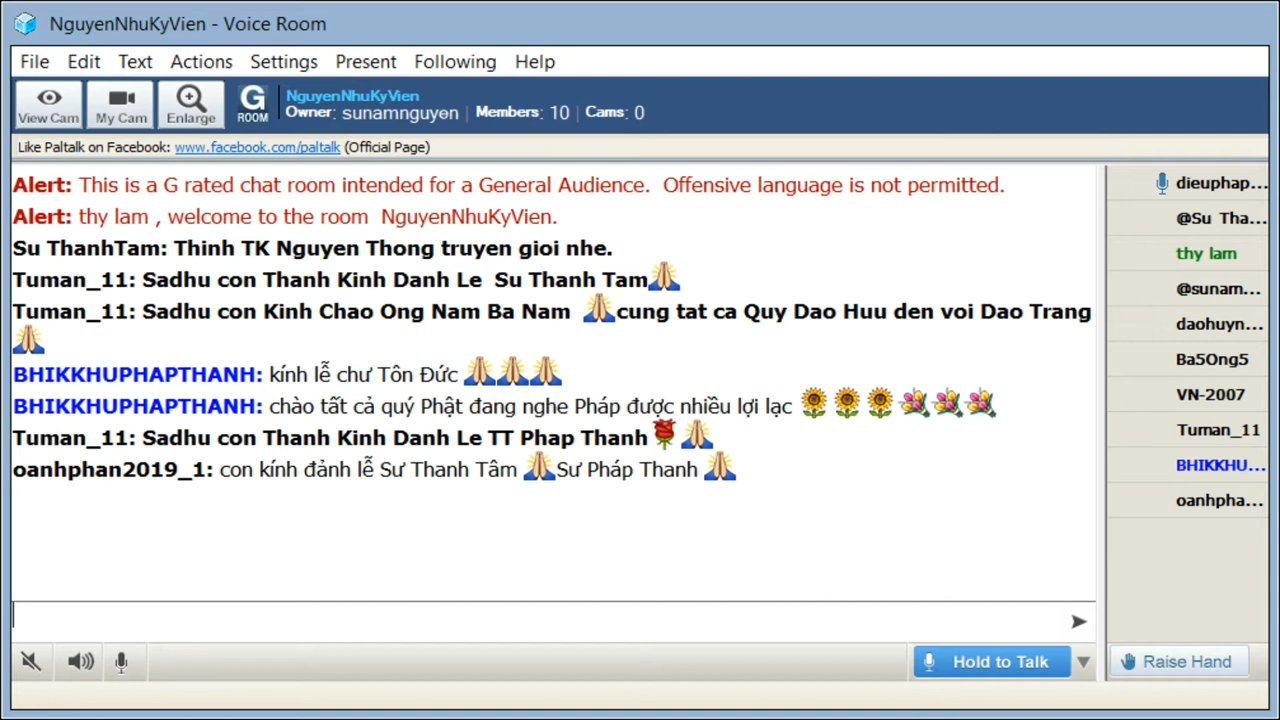 NguyenNhuKyVien - Voice Room
File Edit Text Actions Settings Present Following Help
View Cam My Cam Enlarge G ROOM
NguyenNhuKyVien
Owner: sunamnguyen | Members: 10 | Cams: 0
Like Paltalk on Facebook: www.facebook.com/paltalk (Official Page)
Alert: This is a G rated chat room intended for a General Audience. Offensive language is not permitted.
Alert: thy lam , welcome to the room NguyenNhuKyVien.
Su ThanhTam: Thinh TK Nguyen Thong truyen gioi nhe.
Tuman_11: Sadhu con Thanh Kinh Danh Le Su Thanh Tam🙏
Tuman_11: Sadhu con Kinh Chao Ong Nam Ba Nam 🙏cung tat ca Quy Dao Huu den voi Dao Trang
🙏
BHIKKHUPHAPTHANH: kính lễ chư Tôn Đức 🙏🙏🙏
BHIKKHUPHAPTHANH: chào tất cả quý Phật đang nghe Pháp được nhiều lợi lạc 🌻🌻🌻💐💐💐
Tuman_11: Sadhu con Thanh Kinh Danh Le TT Phap Thanh🌹🙏
oanhphan2019_1: con kính đảnh lễ Sư Thanh Tâm 🙏Sư Pháp Thanh 🙏
dieuphap...
@Su Tha...
thy lam
@sunam...
daohuyn...
Ba5Ong5
VN-2007
Tuman_11
BHIKKHU...
oanhpha...
Hold to Talk
Raise Hand